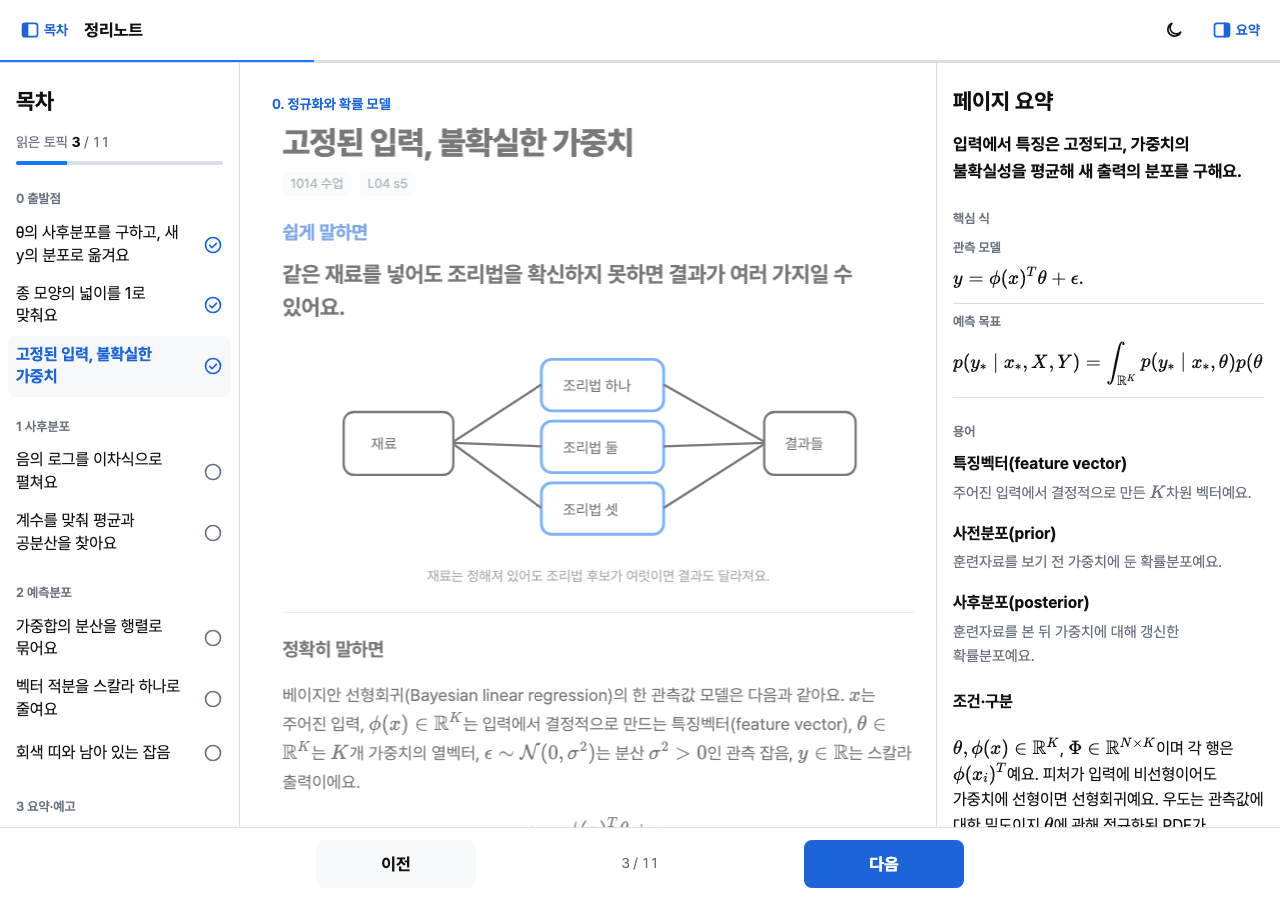 목차
정리노트
요약
목차
읽은 토픽 3 / 11
0 출발점
θ의 사후분포를 구하고, 새
y의 분포로 옮겨요
종 모양의 넓이를 1로
맞춰요
고정된 입력, 불확실한
가중치
1 사후분포
음의 로그를 이차식으로
펼쳐요
계수를 맞춰 평균과
공분산을 찾아요
2 예측분포
가중합의 분산을 행렬로
묶어요
벡터 적분을 스칼라 하나로
줄여요
회색 띠와 남아 있는 잡음
3 요약·예고
0. 정규화와 확률 모델
고정된 입력, 불확실한 가중치
1014 수업
L04 s5
쉽게 말하면
같은 재료를 넣어도 조리법을 확신하지 못하면 결과가 여러 가지일 수
있어요.
조리법 하나
재료
조리법 둘
결과들
조리법 셋
재료는 정해져 있어도 조리법 후보가 여럿이면 결과도 달라져요.
정확히 말하면
베이지안 선형회귀(Bayesian linear regression)의 한 관측값 모델은 다음과 같아요. x는
주어진 입력, ϕ(x) ∈ ℝ^K는 입력에서 결정적으로 만드는 특징벡터(feature vector), θ ∈
ℝ^K는 K개 가중치의 열벡터, ϵ ∼ 𝒩(0, σ²)는 분산 σ² > 0인 관측 잡음, y ∈ ℝ는 스칼라
출력이에요.
페이지 요약
입력에서 특징은 고정되고, 가중치의
불확실성을 평균해 새 출력의 분포를 구해요.
핵심 식
관측 모델
y = ϕ(x)^T θ + ϵ.
예측 목표
p(y_* | x_*, X, Y) = ∫_{ℝ^K} p(y_* | x_*, θ)p(θ
용어
특징벡터(feature vector)
주어진 입력에서 결정적으로 만든 K차원 벡터예요.
사전분포(prior)
훈련자료를 보기 전 가중치에 둔 확률분포예요.
사후분포(posterior)
훈련자료를 본 뒤 가중치에 대해 갱신한
확률분포예요.
조건·구분
θ, ϕ(x) ∈ ℝ^K, Φ ∈ ℝ^{N×K}이며 각 행은
ϕ(x_i)^T예요. 피처가 입력에 비선형이어도
가중치에 선형이면 선형회귀예요. 우도는 관측값에
대한 밀도이지 θ에 관해 정규화된 PDF가
이전
3 / 11
다음